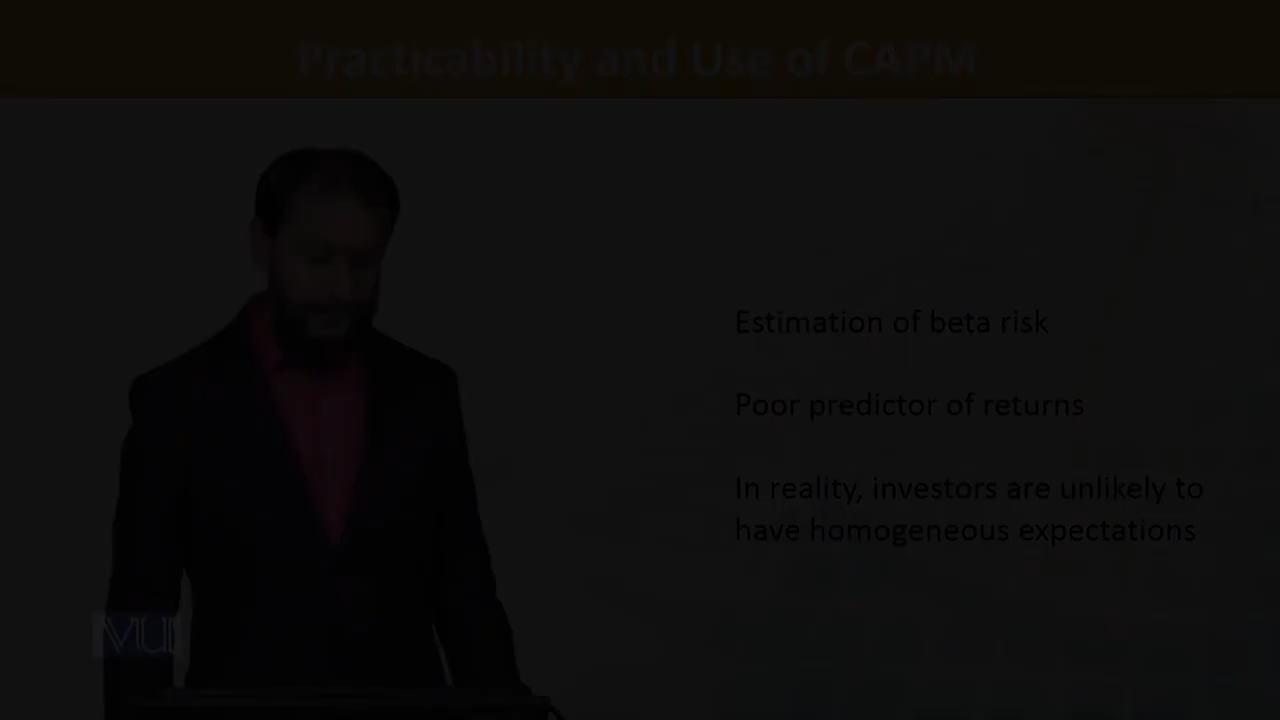 Practicability and Use of CAPM
Estimation of beta risk
Poor predictor of returns
In reality, investors are unlikely to
have homogeneous expectations
VU